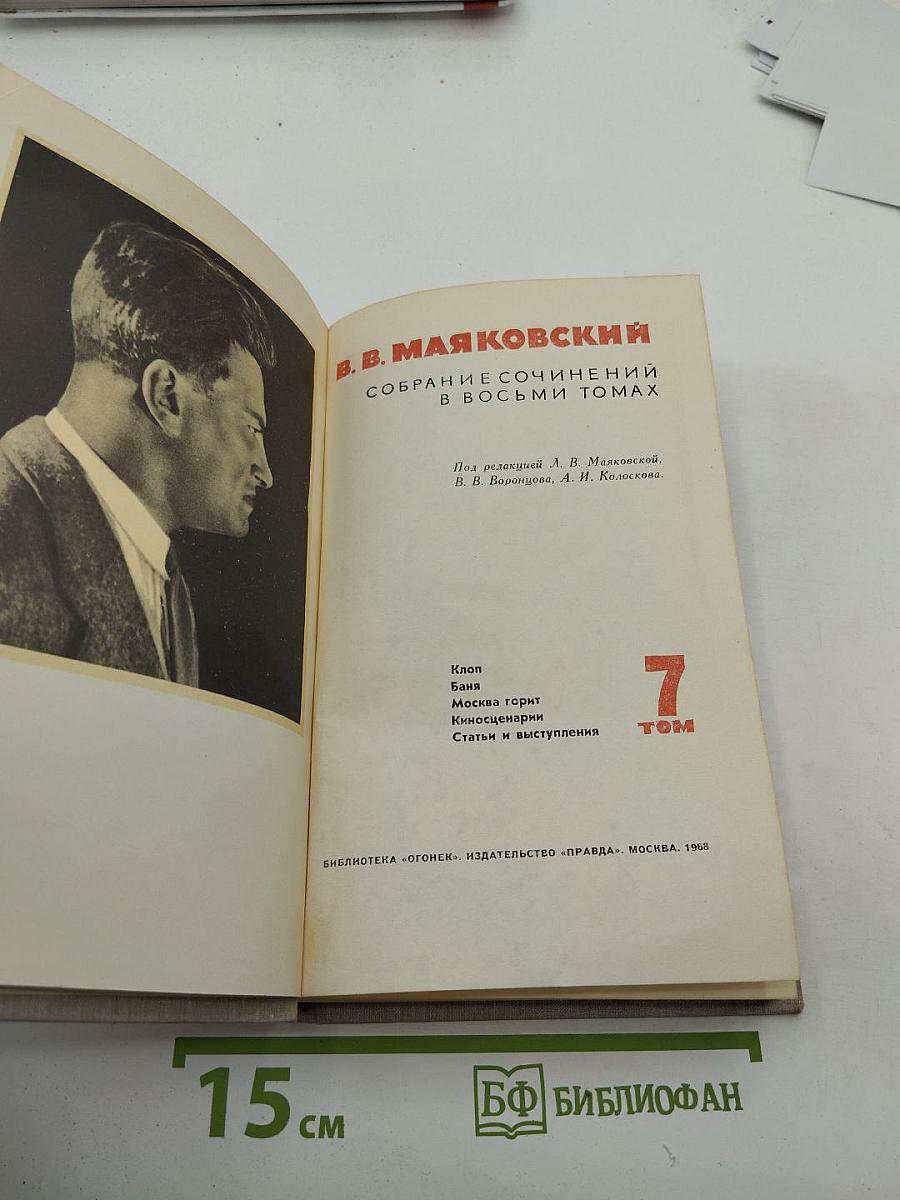 В. В. МАЯКОВСКИЙ
СОБРАНИЕ СОЧИНЕНИЙ
В ВОСЬМИ ТОМАХ
Под редакцией Л. В. Маяковской,
В. В. Воронцова, А. И. Колоскова.
Клоп
Баня
Москва горит
Киносценарии
Статьи и выступления
7
ТОМ
БИБЛИОТЕКА «ОГОНЕК». ИЗДАТЕЛЬСТВО «ПРАВДА». МОСКВА. 1968
15 см
БФ БИБЛИОФАН